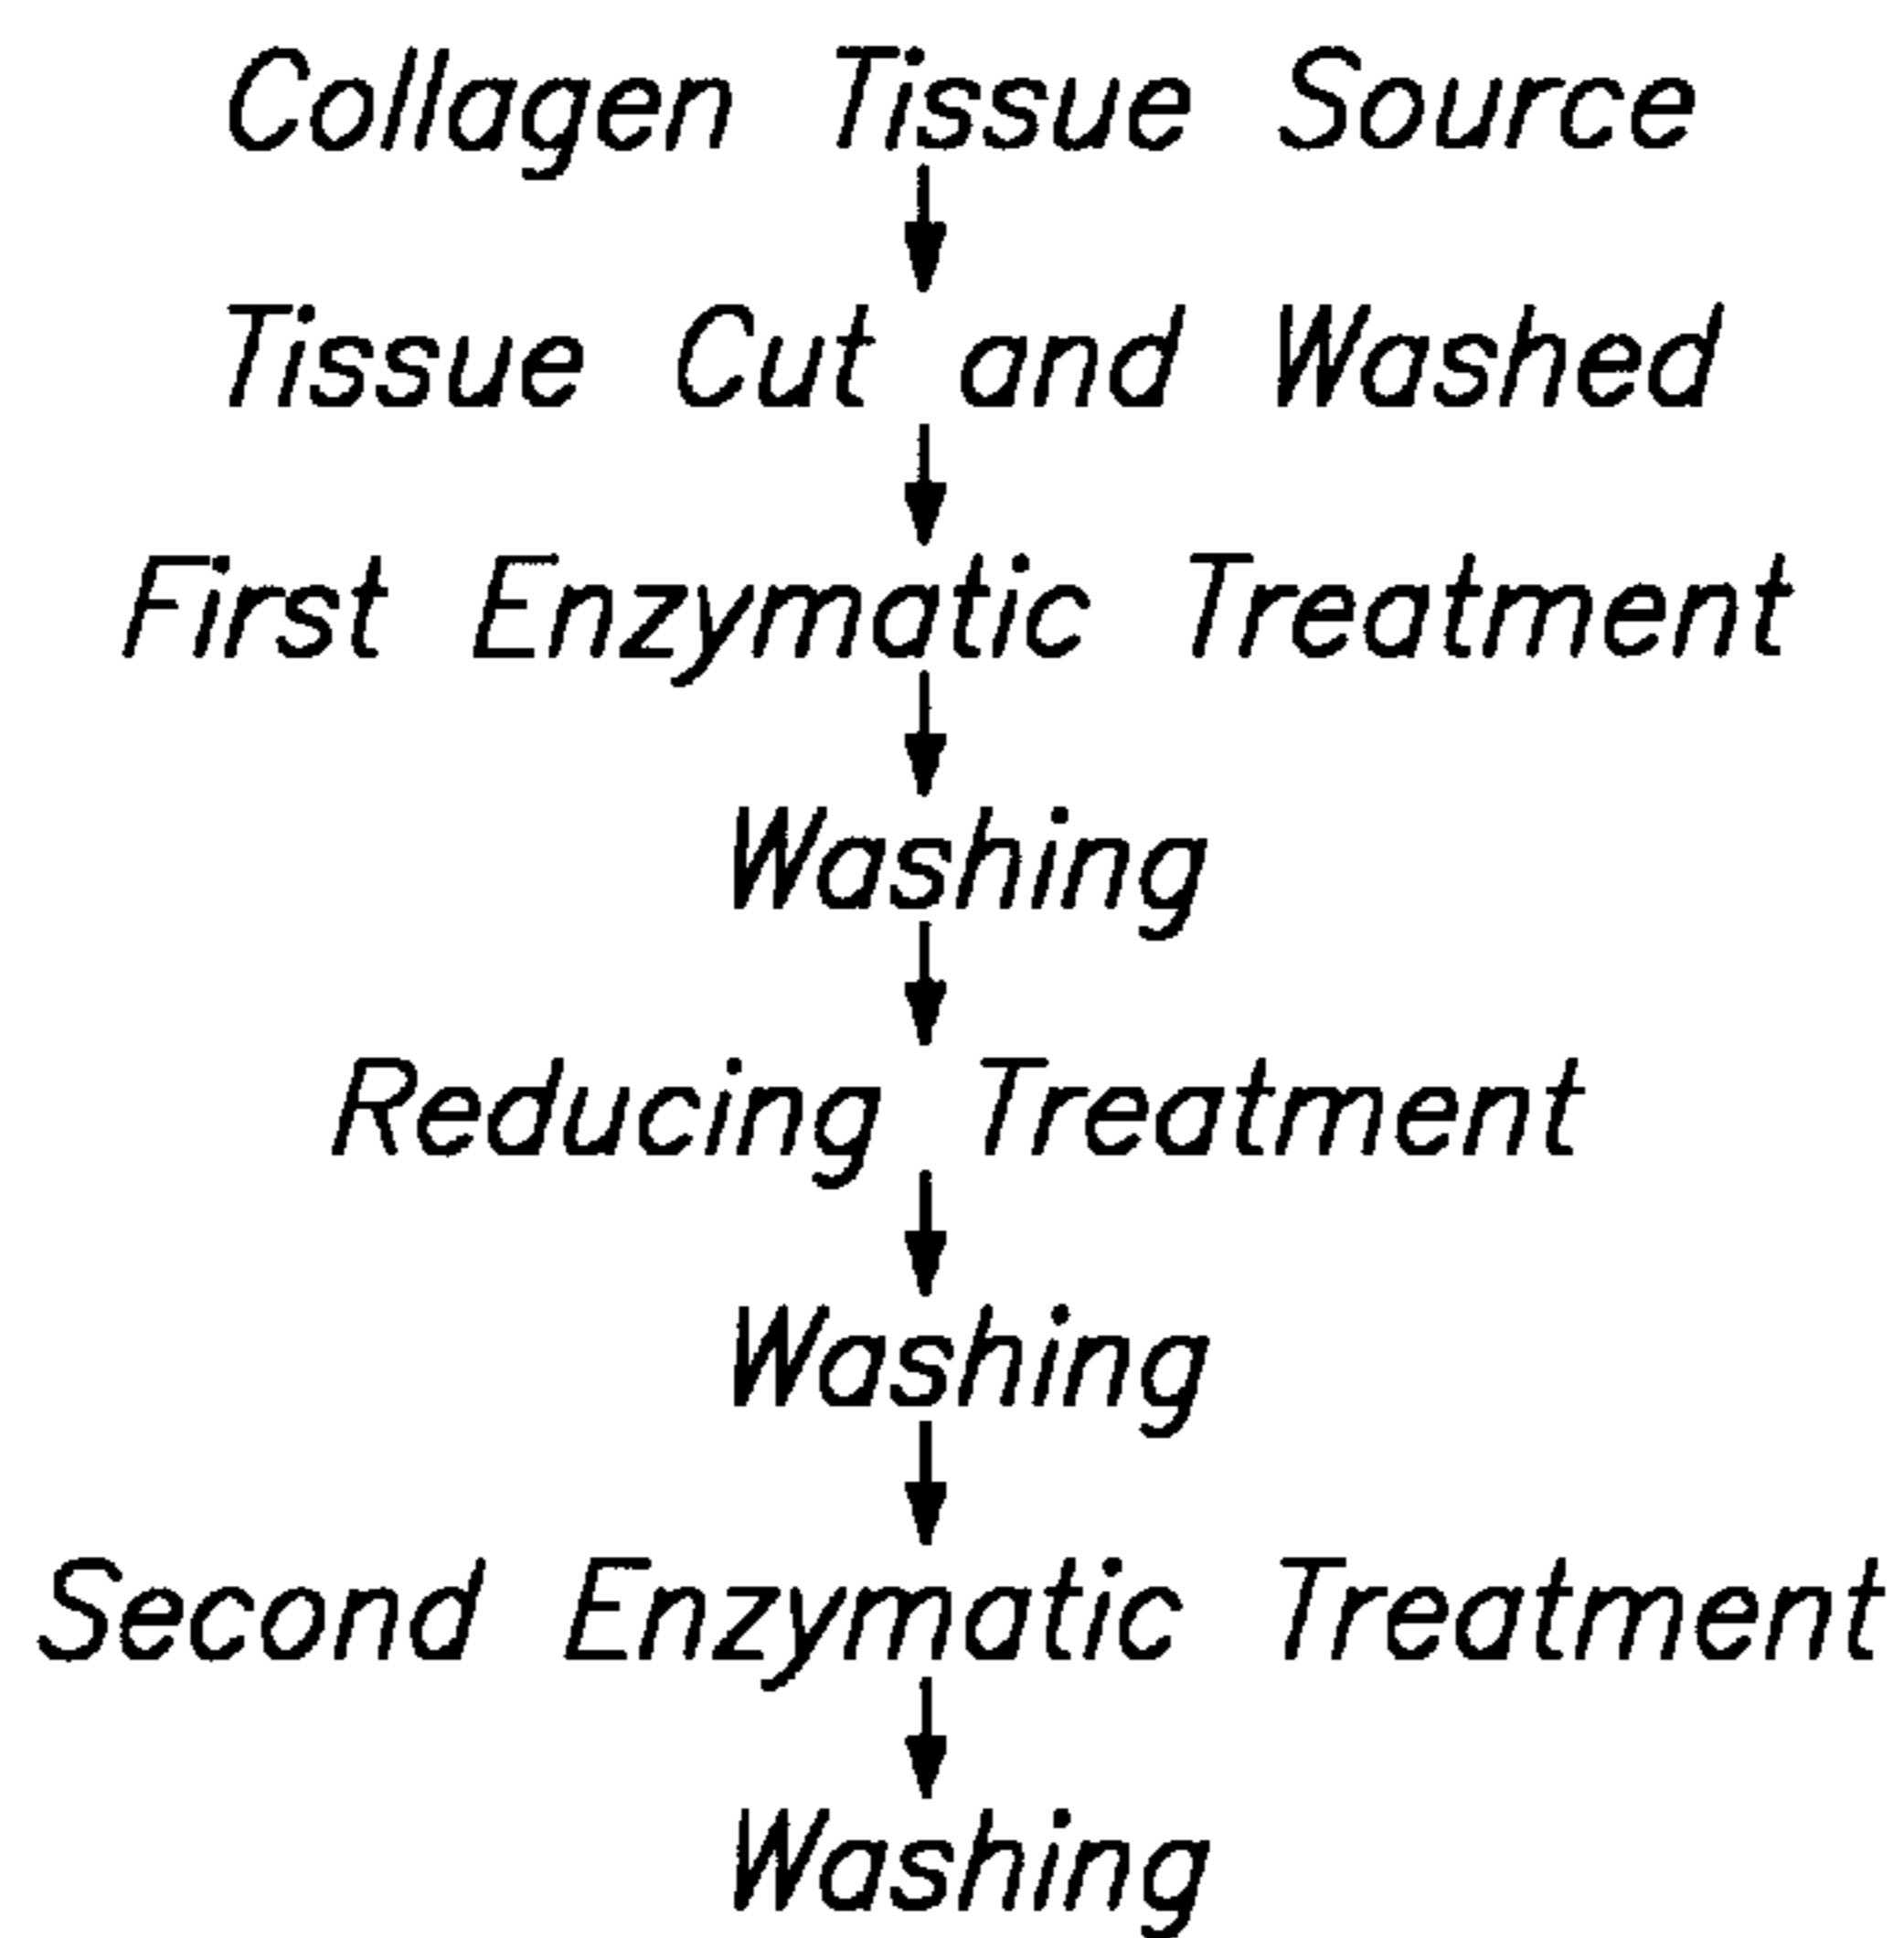 Collagen Tissue Source
Tissue Cut and Washed
First Enzymatic Treatment
Washing
Reducing Treatment
Washing
Second Enzymatic Treatment
Washing